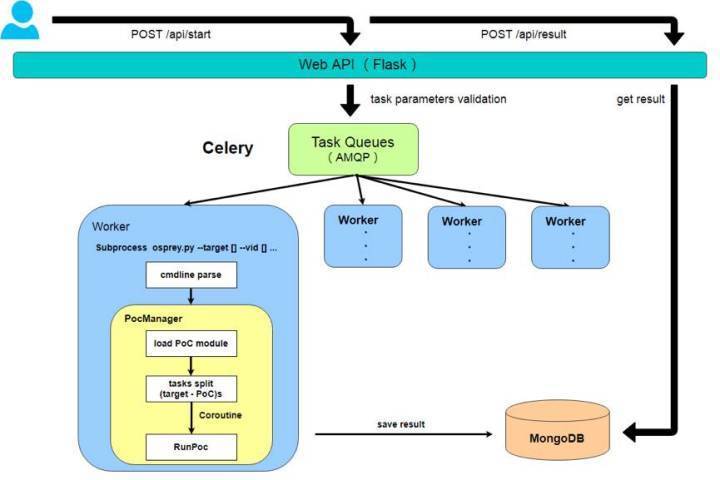 POST /api/start
POST /api/result
Web API （ Flask ）
task parameters validation
get result
Celery
Task Queues
（ AMQP ）
Worker
Subprocess osprey.py --target [] --vid [] ...
cmdline parse
PocManager
load PoC module
tasks split
(target - PoC)s
Coroutine
RunPoc
Worker
.
.
.
Worker
.
.
.
Worker
.
.
.
save result
MongoDB